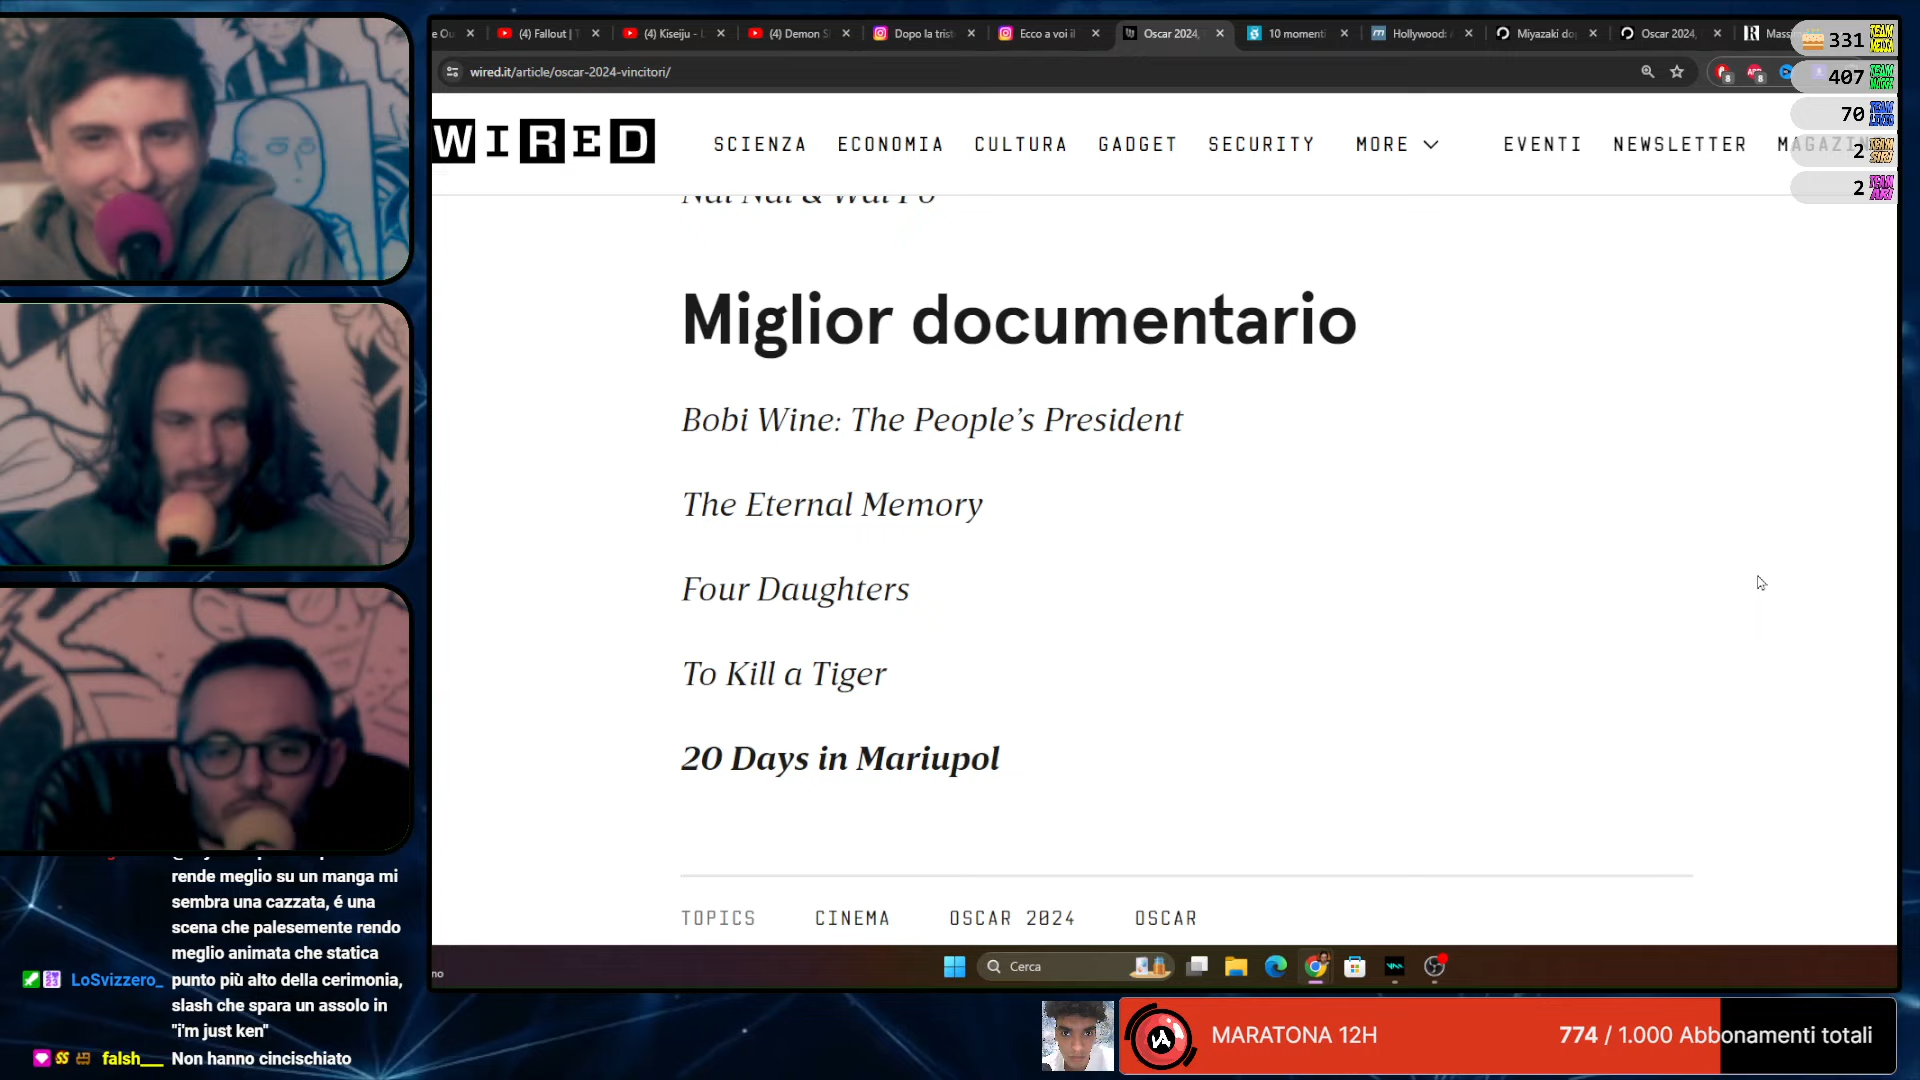 (4) Fallout | T
(4) Kiseiju - L
(4) Demon S
Dopo la trist
Ecco a voi il
Oscar 2024,
10 momenti
Hollywood:
Miyazaki do
Oscar 2024,
wired.it/article/oscar-2024-vincitori/
331
407
70
2
2
WIRED
SCIENZA
ECONOMIA
CULTURA
GADGET
SECURITY
MORE
EVENTI
NEWSLETTER
Miglior documentario
Bobi Wine: The People's President
The Eternal Memory
Four Daughters
To Kill a Tiger
20 Days in Mariupol
TOPICS
CINEMA
OSCAR 2024
OSCAR
Cerca
rende meglio su un manga mi
sembra una cazzata, é una
scena che palesemente rendo
meglio animata che statica
LoSvizzero_ punto più alto della cerimonia,
slash che spara un assolo in
"i'm just ken"
falsh___ Non hanno cincischiato
MARATONA 12H
774 / 1.000 Abbonamenti totali